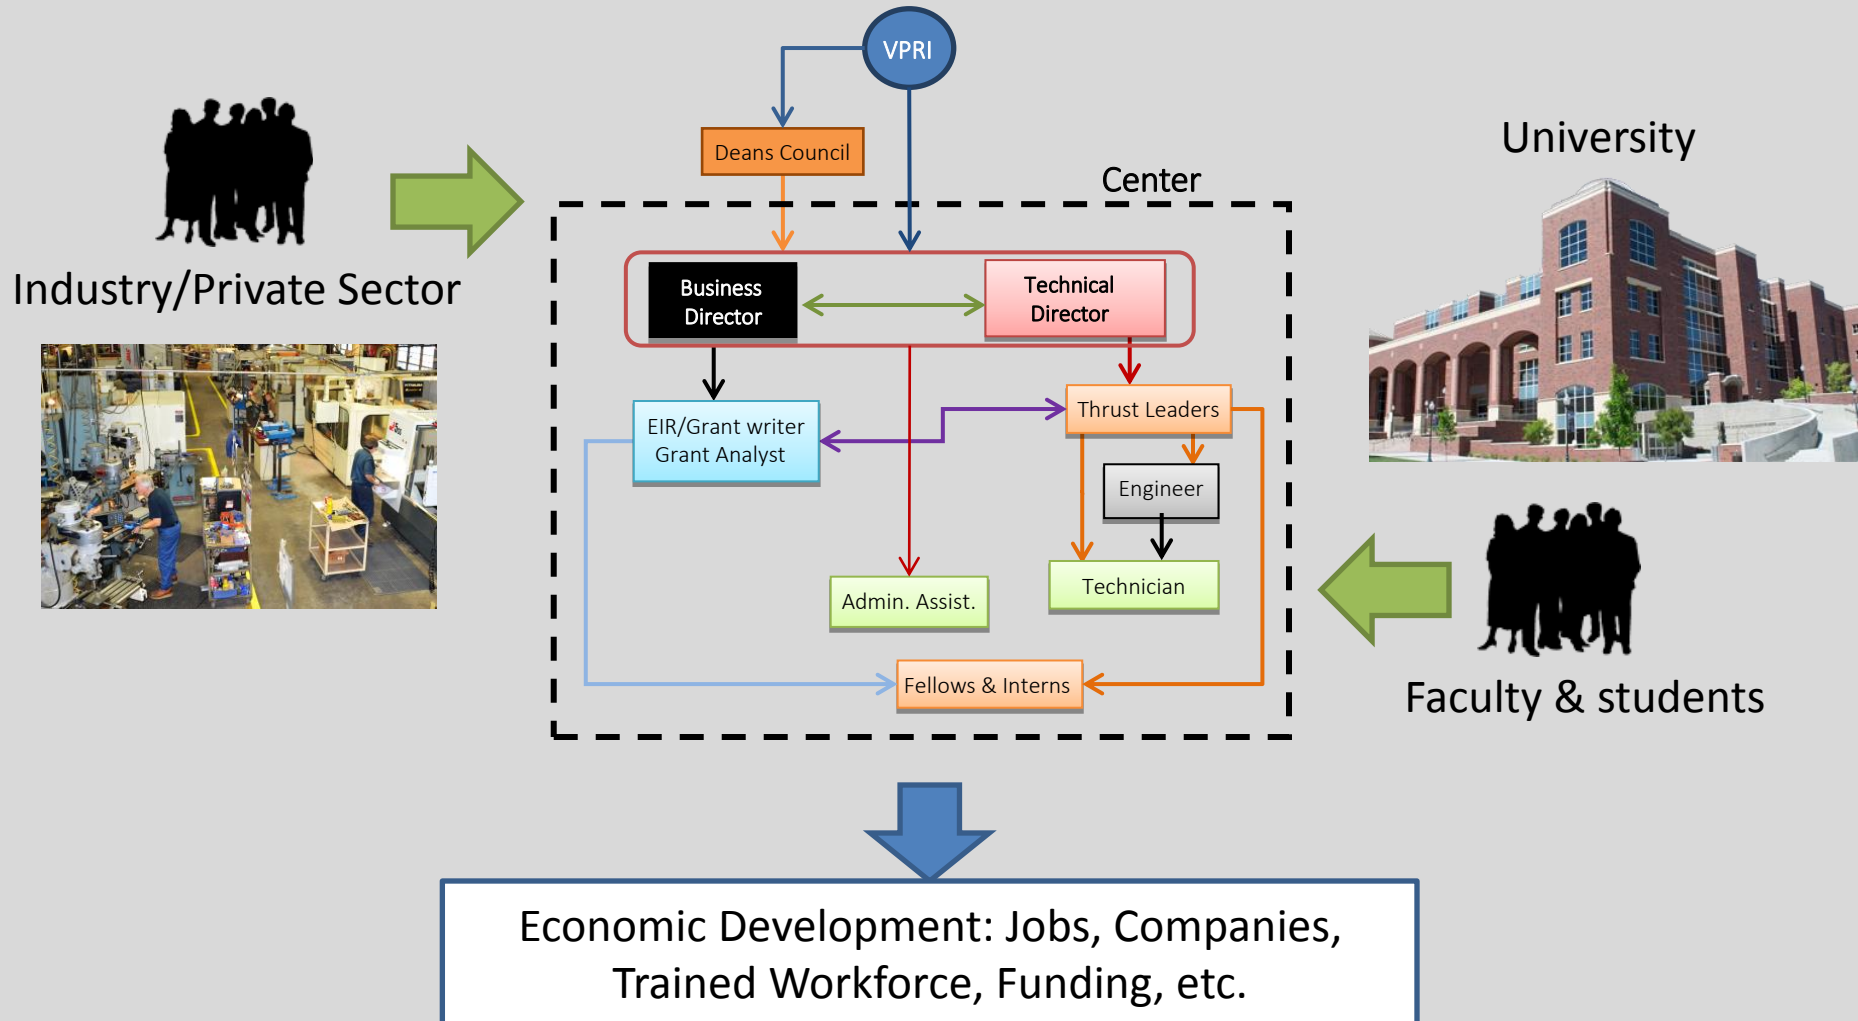 VPRI
Deans Council
University
Center
Industry/Private Sector
Business
Director
Technical
Director
EIR/Grant writer
Grant Analyst
Thrust Leaders
Engineer
Technician
Admin. Assist.
Fellows & Interns
Faculty & students
Economic Development: Jobs, Companies,
Trained Workforce, Funding, etc.